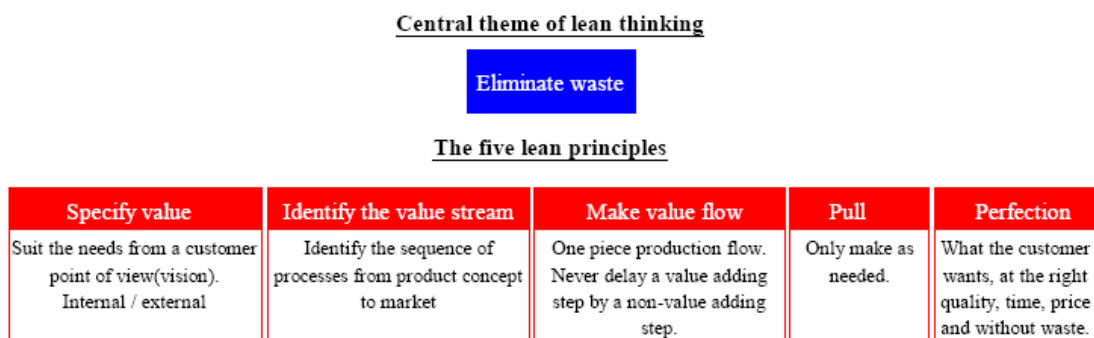 Central theme of lean thinking
Eliminate waste
The five lean principles
Specify value
Suit the needs from a customer
point of view(vision).
Internal / external
Identify the value stream
Identify the sequence of
processes from product concept
to market
Make value flow
One piece production flow.
Never delay a value adding
step by a non-value adding
step.
Pull
Only make as
needed.
Perfection
What the customer
wants, at the right
quality, time, price
and without waste.